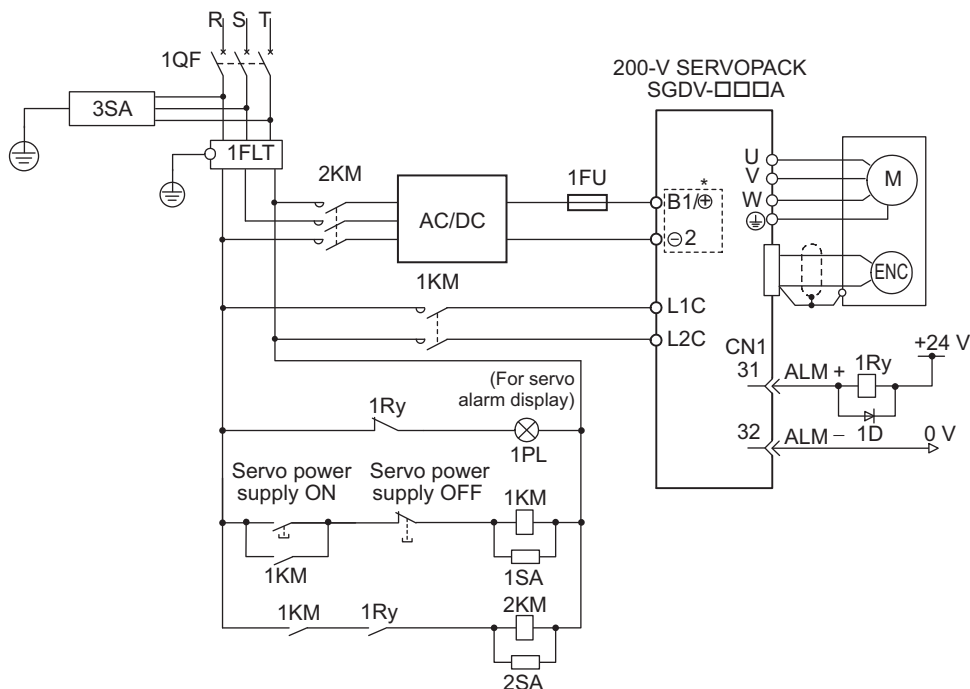 R S T
1QF
3SA
1FLT
200-V SERVOPACK
SGDV-□□□A
2KM
AC/DC
1FU
*
B1/⊕
⊖2
U
V
W
M
ENC
1KM
L1C
L2C
CN1
31
ALM +
1Ry
+24 V
1D
32
ALM −
0 V
(For servo
alarm display)
1Ry
1PL
Servo power
supply ON
Servo power
supply OFF
1KM
1KM
1SA
1KM
1Ry
2KM
2SA